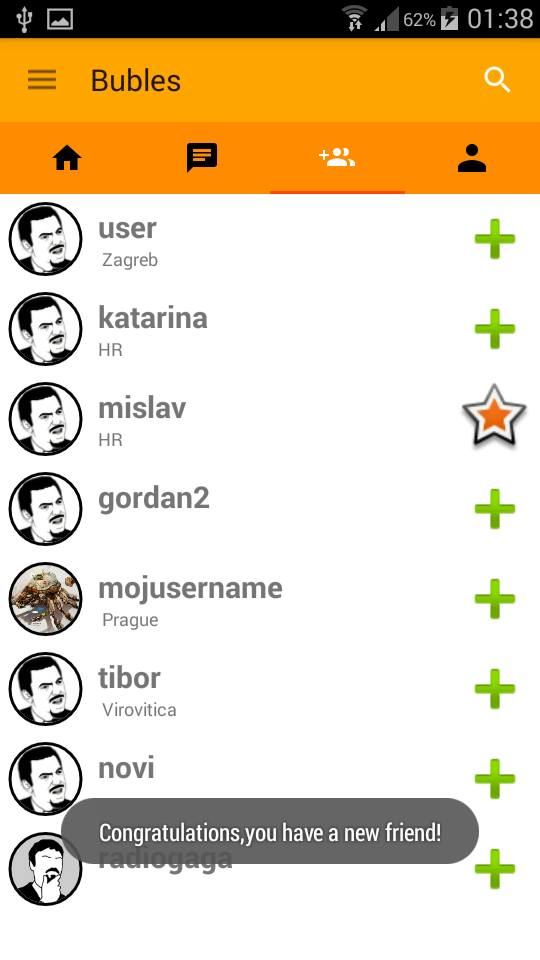 62% 01:38
Bubles
user
Zagreb
katarina
HR
mislav
HR
gordan2
mojusername
Prague
tibor
Virovitica
novi
Congratulations,you have a new friend!
radiogaga